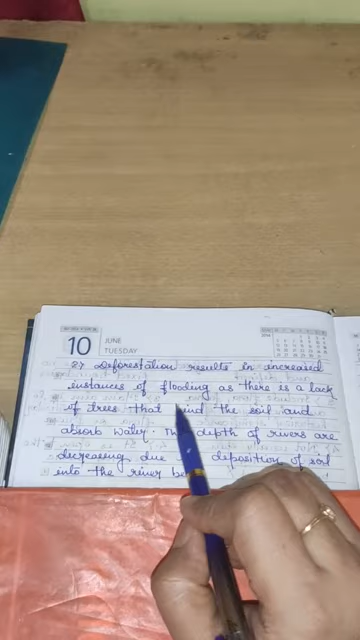 10 JUNE
TUESDAY
87 Deforestation results in increased
instances of flooding as there is a lack
of trees that bind the soil and
absorb water. The depth of rivers are
decreasing due deposition of soil
into the river